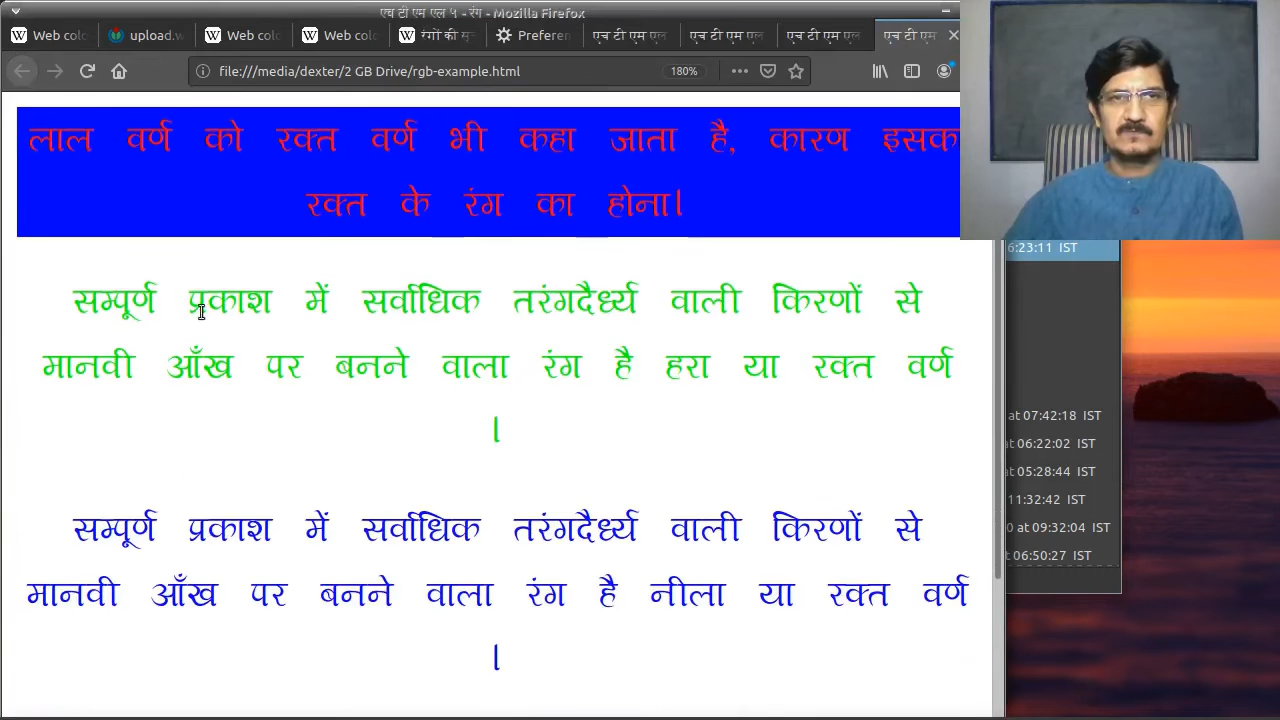 एच टी एम एल ५ - रंग - Mozilla Firefox
Web colo
upload.w
Web colo
Web colo
रंगों की सू
Preferen
एच टी एम एल
एच टी एम एल
एच टी एम एल
एच टी एम
file:///media/dexter/2 GB Drive/rgb-example.html
180%
लाल वर्ण को रक्त वर्ण भी कहा जाता है, कारण इसक
रक्त के रंग का होना।
सम्पूर्ण प्रकाश में सर्वाधिक तरंगदैर्ध्य वाली किरणों से
मानवी आँख पर बनने वाला रंग है हरा या रक्त वर्ण
।
सम्पूर्ण प्रकाश में सर्वाधिक तरंगदैर्ध्य वाली किरणों से
मानवी आँख पर बनने वाला रंग है नीला या रक्त वर्ण
।
6:23:11 IST
at 07:42:18 IST
at 06:22:02 IST
at 05:28:44 IST
11:32:42 IST
0 at 09:32:04 IST
at 06:50:27 IST